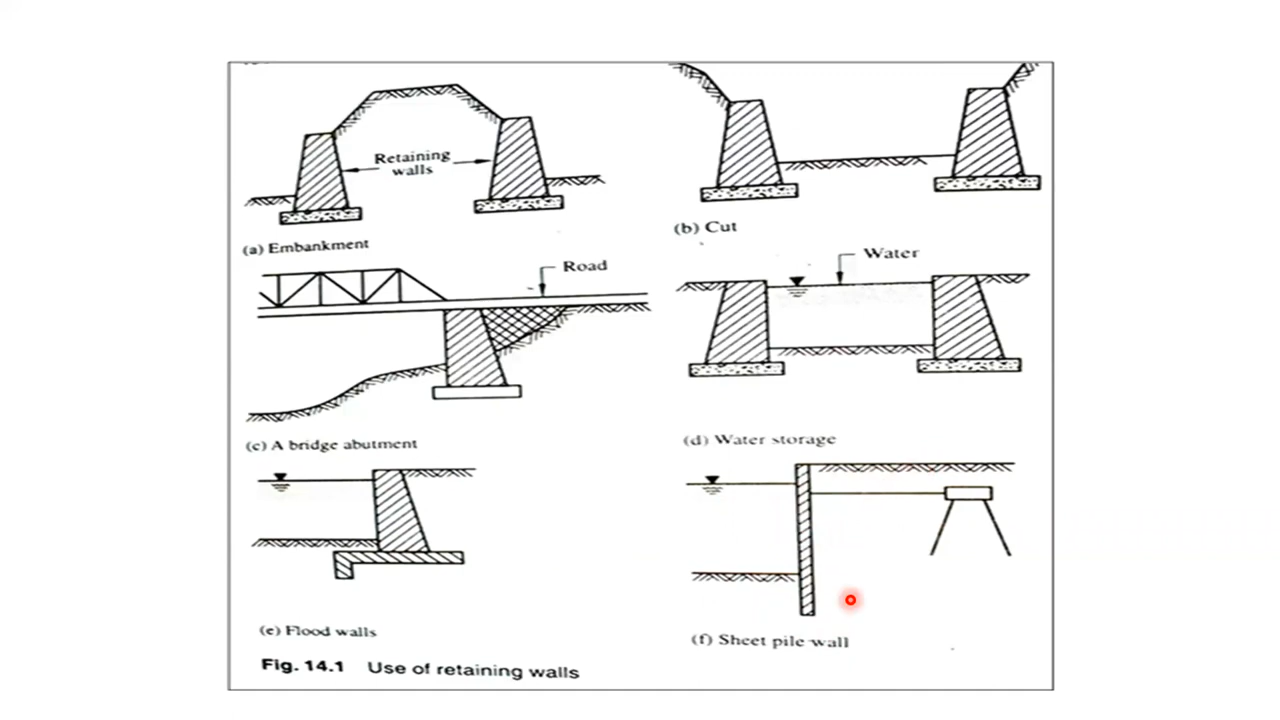 Retaining
walls
(a) Embankment
(b) Cut
Road
Water
(c) A bridge abutment
(d) Water storage
(e) Flood walls
(f) Sheet pile wall
Fig. 14.1 Use of retaining walls